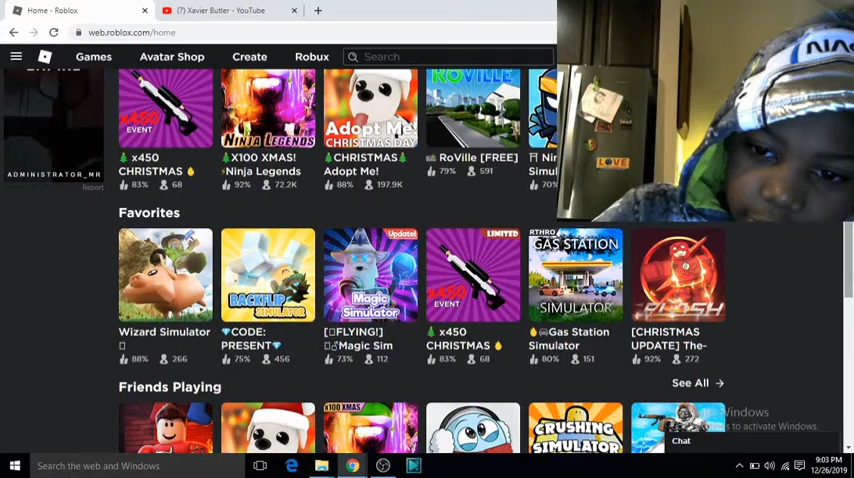 Home - Roblox
(7) Xavier Butler - YouTube
web.roblox.com/home
Games Avatar Shop Create Robux Search
NASA
LOVE
ADMINISTRATOR_MR
Report
x450
EVENT
NINJA LEGENDS
Adopt Me!
CHRISTMAS DAY
ROVILLE
🎄 x450
CHRISTMAS 🔥
83% 68
🎄X100 XMAS!
⚡Ninja Legends
92% 72.2K
🎄CHRISTMAS🎄
Adopt Me!
88% 197.9K
RoVille [FREE]
79% 591
Favorites
BACKFLIP
SIMULATOR
Update!
Magic
Simulator
LIMITED
x450
EVENT
RTHRO
GAS STATION
SIMULATOR
FLASH
Wizard Simulator
88% 266
💎CODE:
PRESENT💎
75% 456
[FLYING!]
Magic Sim
73% 112
🎄 x450
CHRISTMAS 🔥
83% 68
Gas Station
Simulator
80% 151
[CHRISTMAS
UPDATE] The-
92% 272
See All →
Friends Playing
X100 XMAS
CRUSHING
SIMULATOR
Windows
to activate Windows.
Chat
Search the web and Windows
9:03 PM
12/26/2019